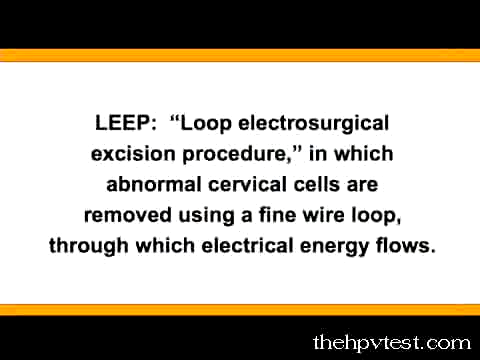 LEEP:  “Loop electrosurgical
excision procedure,” in which
abnormal cervical cells are
removed using a fine wire loop,
through which electrical energy flows.
thehpvtest.com